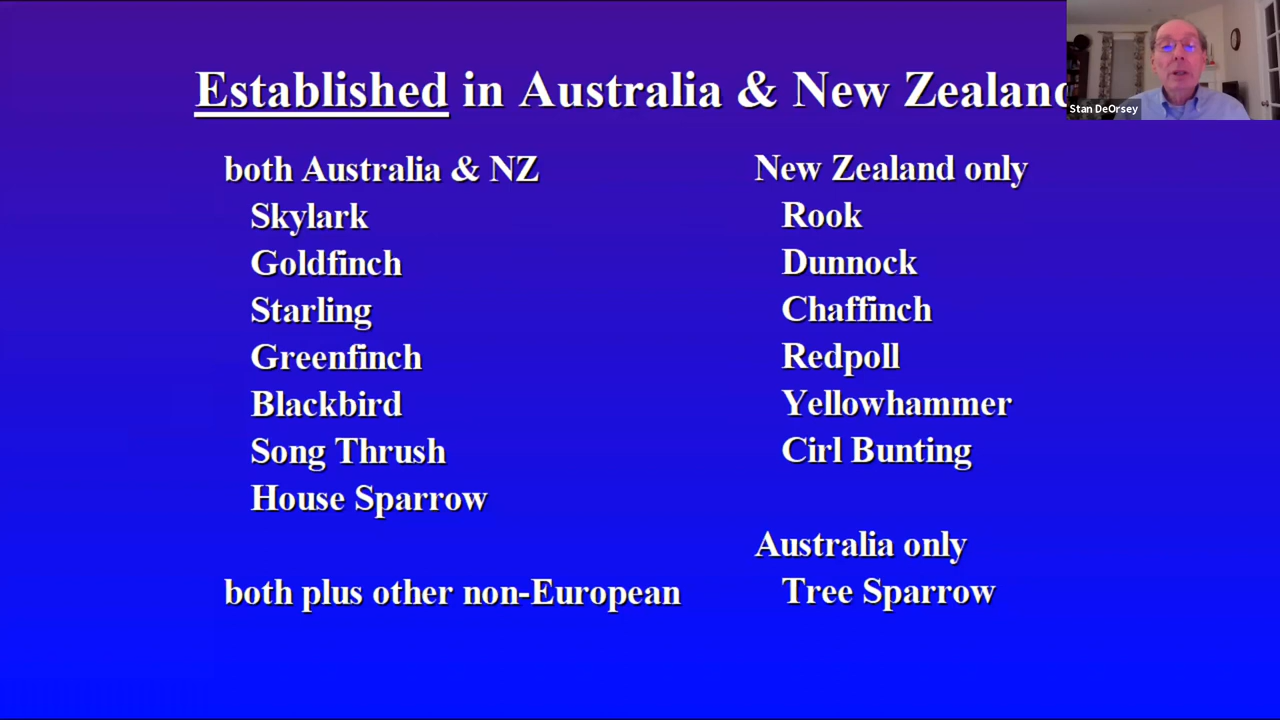 Established in Australia & New Zealand
both Australia & NZ
Skylark
Goldfinch
Starling
Greenfinch
Blackbird
Song Thrush
House Sparrow
both plus other non-European
New Zealand only
Rook
Dunnock
Chaffinch
Redpoll
Yellowhammer
Cirl Bunting
Australia only
Tree Sparrow
Stan DeOrsey